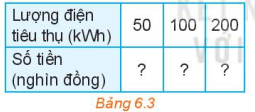 Lượng điện
tiêu thụ (kWh) 50 100 200
Số tiền
(nghìn đồng) ? ? ?
Bảng 6.3